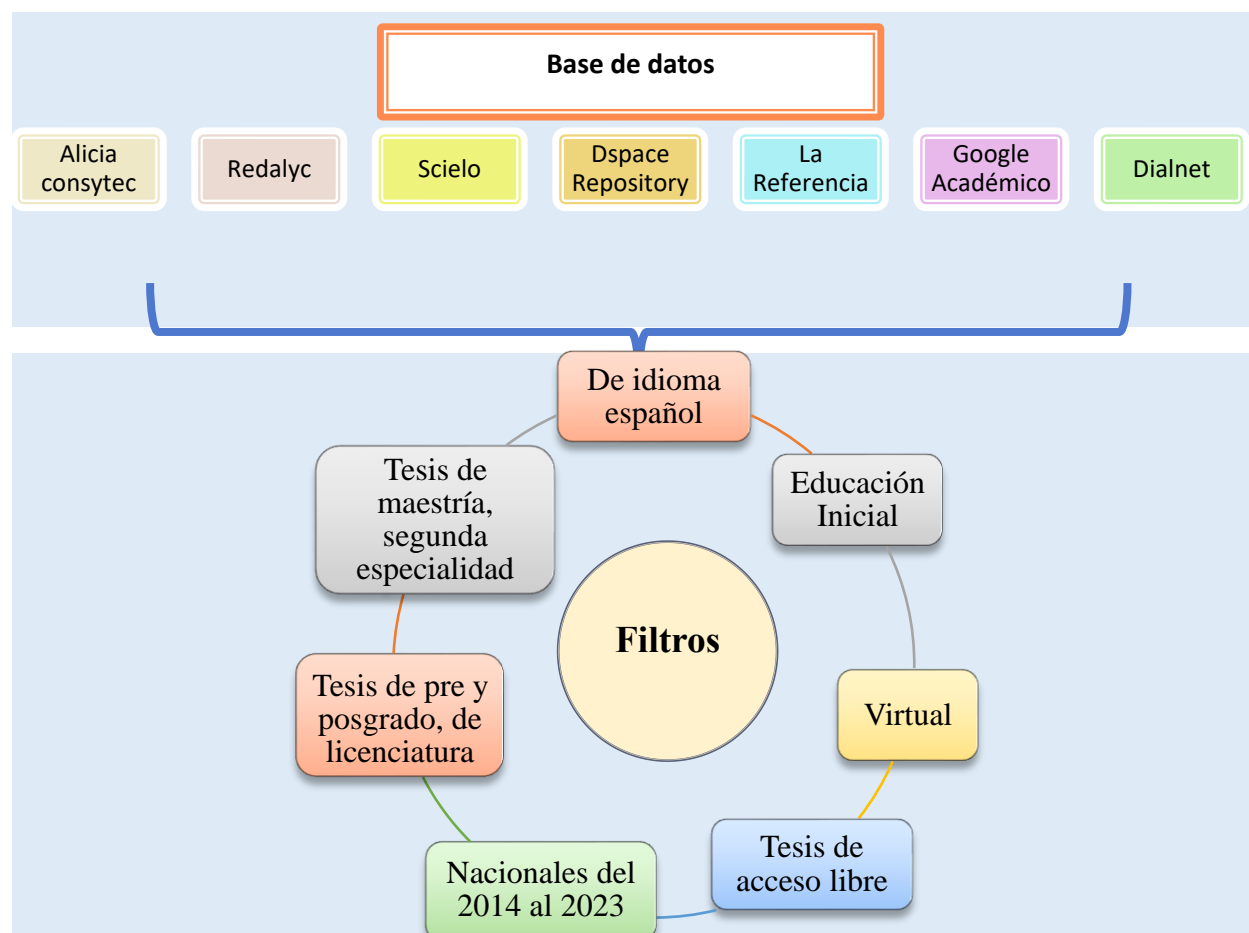 Base de datos
Alicia
consytec
Redalyc
Scielo
Dspace
Repository
La
Referencia
Google
Académico
Dialnet
De idioma
español
Educación
Inicial
Virtual
Tesis de
acceso libre
Nacionales del
2014 al 2023
Tesis de pre y
posgrado, de
licenciatura
Tesis de
maestría,
segunda
especialidad
Filtros